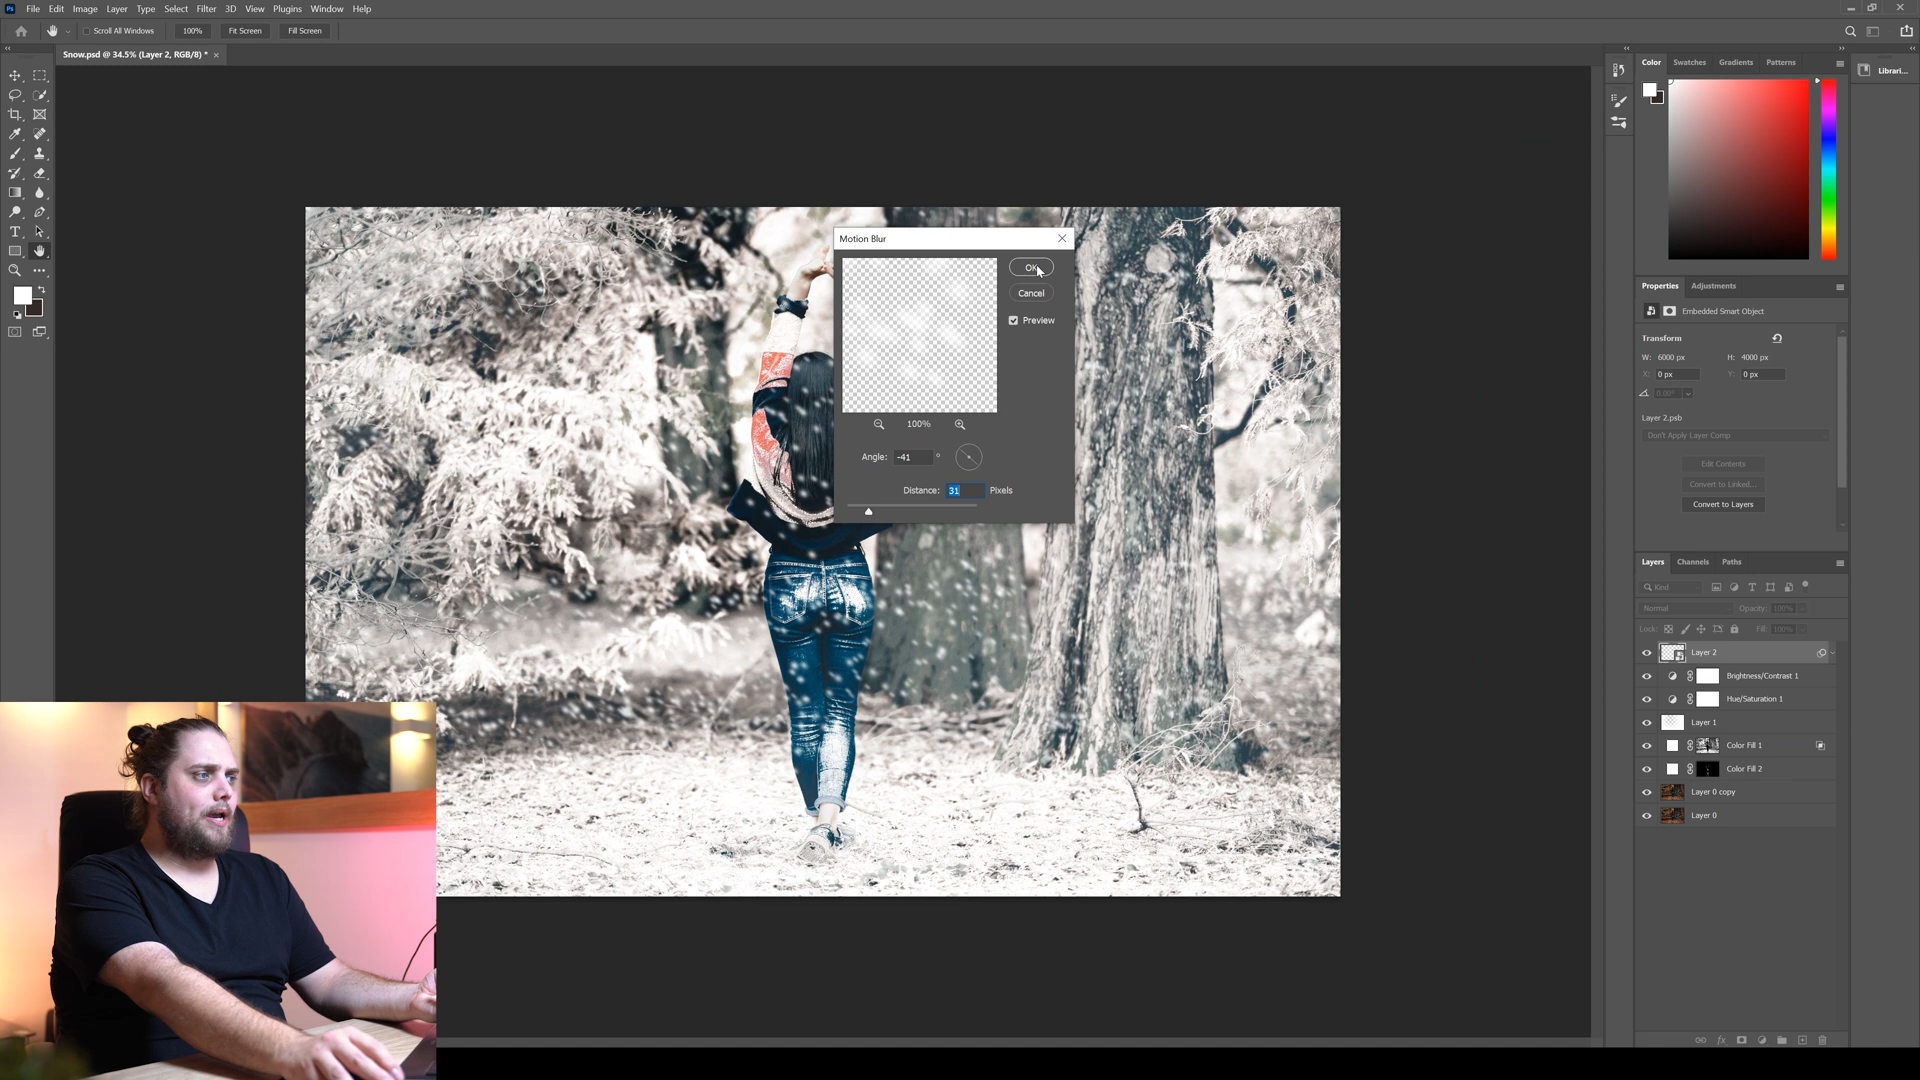 Ps File Edit Image Layer Type Select Filter 3D View Plugins Window Help
Scroll All Windows 100% Fit Screen Fill Screen
Snow.psd @ 34.5% (Layer 2, RGB/8) *
Color Swatches Gradients Patterns
Librari...
Motion Blur
OK
Cancel
Preview
100%
Angle: -41 °
Distance: 31 Pixels
Properties Adjustments
Embedded Smart Object
Transform
W: 6000 px H: 4000 px
X: 0 px Y: 0 px
0.00°
Layer 2.psb
Don't Apply Layer Comp
Edit Contents
Convert to Linked...
Convert to Layers
Layers Channels Paths
Kind
Normal Opacity: 100%
Lock: Fill: 100%
Layer 2
Brightness/Contrast 1
Hue/Saturation 1
Layer 1
Color Fill 1
Color Fill 2
Layer 0 copy
Layer 0
fx